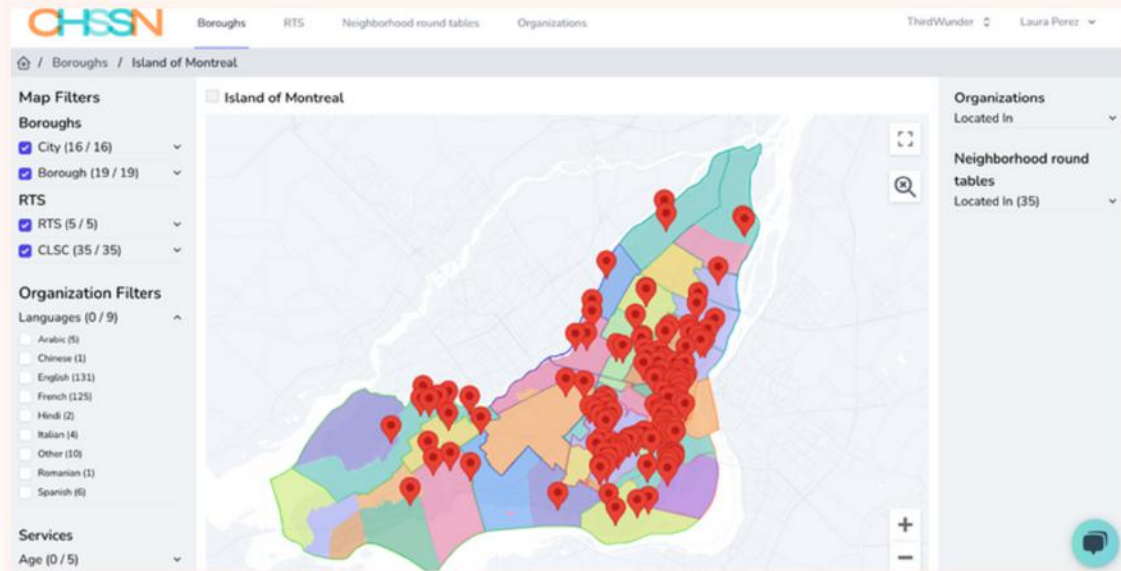 CHSSN
Boroughs
RTS
Neighborhood round tables
Organizations
ThirdWunder
Laura Perez
/ Boroughs / Island of Montreal
Map Filters
Boroughs
City (16 / 16)
Borough (19 / 19)
RTS
RTS (5 / 5)
CLSC (35 / 35)
Organization Filters
Languages (0 / 9)
Arabic (5)
Chinese (1)
English (131)
French (125)
Hindi (2)
Italian (4)
Other (10)
Romanian (1)
Spanish (6)
Services
Age (0 / 5)
Island of Montreal
Organizations
Located In
Neighborhood round
tables
Located In (35)